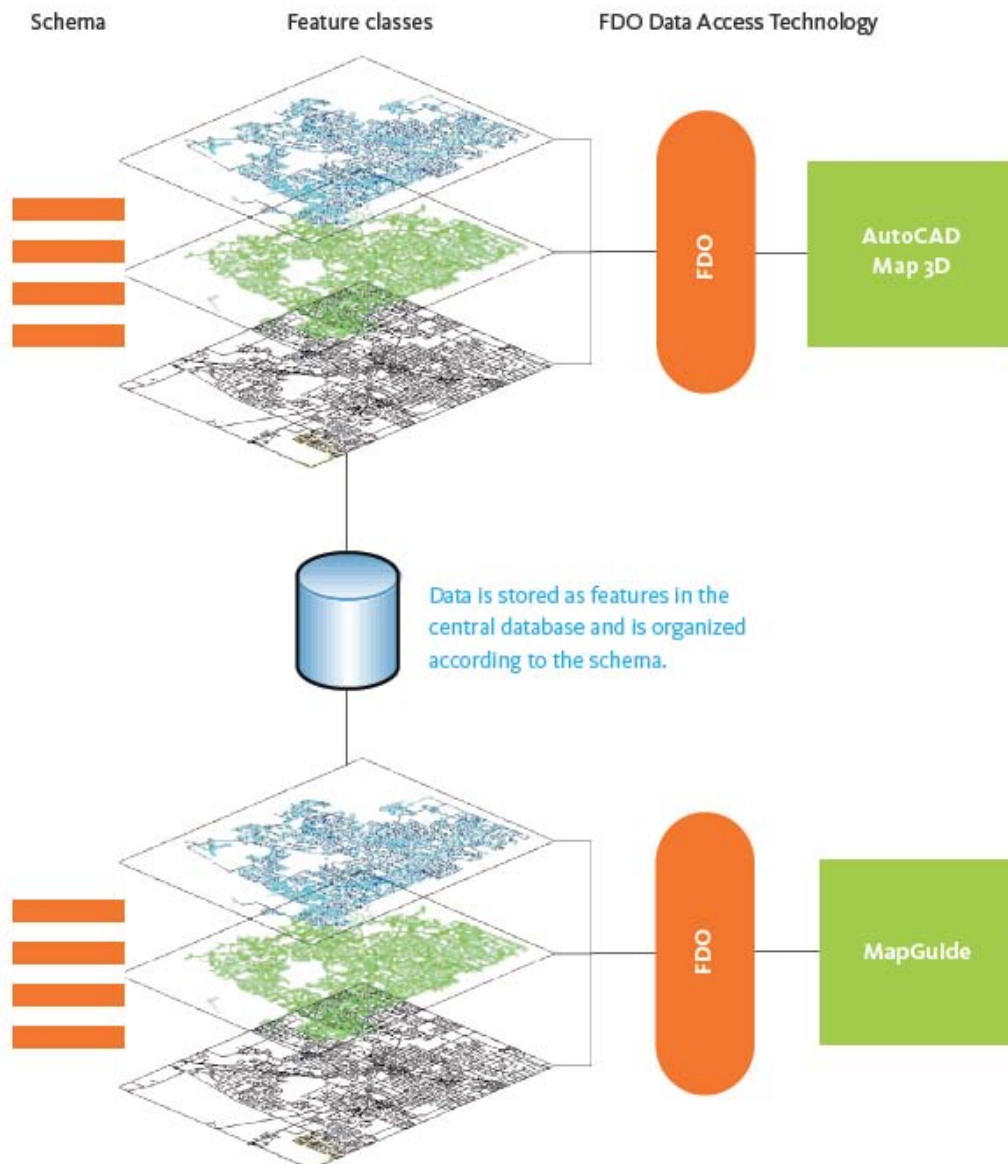 Schema
Feature classes
FDO Data Access Technology
FDO
AutoCAD
Map 3D
Data is stored as features in the
central database and is organized
according to the schema.
FDO
MapGuide